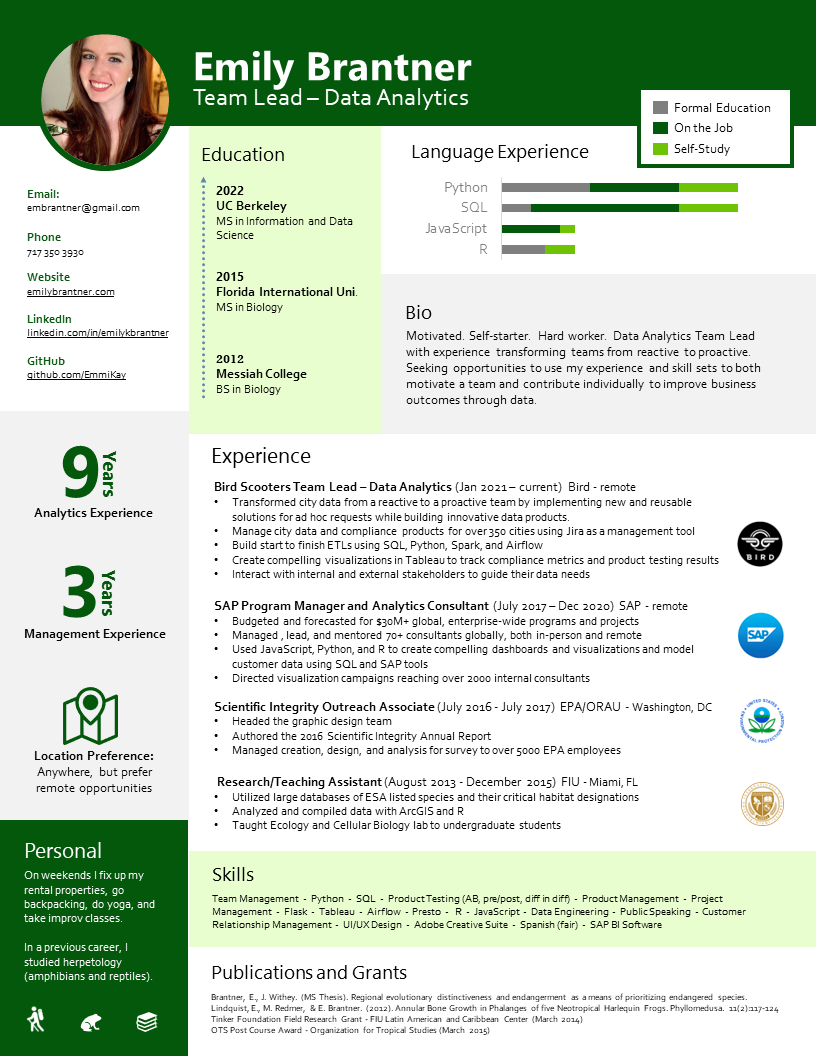 Emily Brantner
Team Lead – Data Analytics
Formal Education
On the Job
Self-Study
Email:
embrantner@gmail.com
Phone
717 350 3930
Website
emilybrantner.com
LinkedIn
linkedin.com/in/emilykbrantner
GitHub
github.com/EmmiKay
Education
2022
UC Berkeley
MS in Information and Data
Science
2015
Florida International Uni.
MS in Biology
2012
Messiah College
BS in Biology
Language Experience
Python
SQL
JavaScript
R
Bio
Motivated. Self-starter. Hard worker. Data Analytics Team Lead
with experience transforming teams from reactive to proactive.
Seeking opportunities to use my experience and skill sets to both
motivate a team and contribute individually to improve business
outcomes through data.
9 Years
Analytics Experience
3 Years
Management Experience
Location Preference:
Anywhere, but prefer
remote opportunities
Personal
On weekends I fix up my
rental properties, go
backpacking, do yoga, and
take improv classes.
In a previous career, I
studied herpetology
(amphibians and reptiles).
Experience
Bird Scooters Team Lead – Data Analytics (Jan 2021 – current) Bird - remote
• Transformed city data from a reactive to a proactive team by implementing new and reusable
solutions for ad hoc requests while building innovative data products.
• Manage city data and compliance products for over 350 cities using Jira as a management tool
• Build start to finish ETLs using SQL, Python, Spark, and Airflow
• Create compelling visualizations in Tableau to track compliance metrics and product testing results
• Interact with internal and external stakeholders to guide their data needs
BIRD
SAP Program Manager and Analytics Consultant (July 2017 – Dec 2020) SAP - remote
• Budgeted and forecasted for $30M+ global, enterprise-wide programs and projects
• Managed , lead, and mentored 70+ consultants globally, both in-person and remote
• Used JavaScript, Python, and R to create compelling dashboards and visualizations and model
customer data using SQL and SAP tools
• Directed visualization campaigns reaching over 2000 internal consultants
SAP
Scientific Integrity Outreach Associate (July 2016 - July 2017) EPA/ORAU - Washington, DC
• Headed the graphic design team
• Authored the 2016 Scientific Integrity Annual Report
• Managed creation, design, and analysis for survey to over 5000 EPA employees
Research/Teaching Assistant (August 2013 - December 2015) FIU - Miami, FL
• Utilized large databases of ESA listed species and their critical habitat designations
• Analyzed and compiled data with ArcGIS and R
• Taught Ecology and Cellular Biology lab to undergraduate students
Skills
Team Management - Python - SQL - Product Testing (AB, pre/post, diff in diff) - Product Management - Project
Management - Flask - Tableau - Airflow - Presto - R - JavaScript - Data Engineering - Public Speaking - Customer
Relationship Management - UI/UX Design - Adobe Creative Suite - Spanish (fair) - SAP BI Software
Publications and Grants
Brantner, E., J. Withey. (MS Thesis). Regional evolutionary distinctiveness and endangerment as a means of prioritizing endangered species.
Lindquist, E., M. Redmer, & E. Brantner. (2012). Annular Bone Growth in Phalanges of five Neotropical Harlequin Frogs. Phyllomedusa. 11(2):117-124
Tinker Foundation Field Research Grant - FIU Latin American and Caribbean Center (March 2014)
OTS Post Course Award - Organization for Tropical Studies (March 2015)